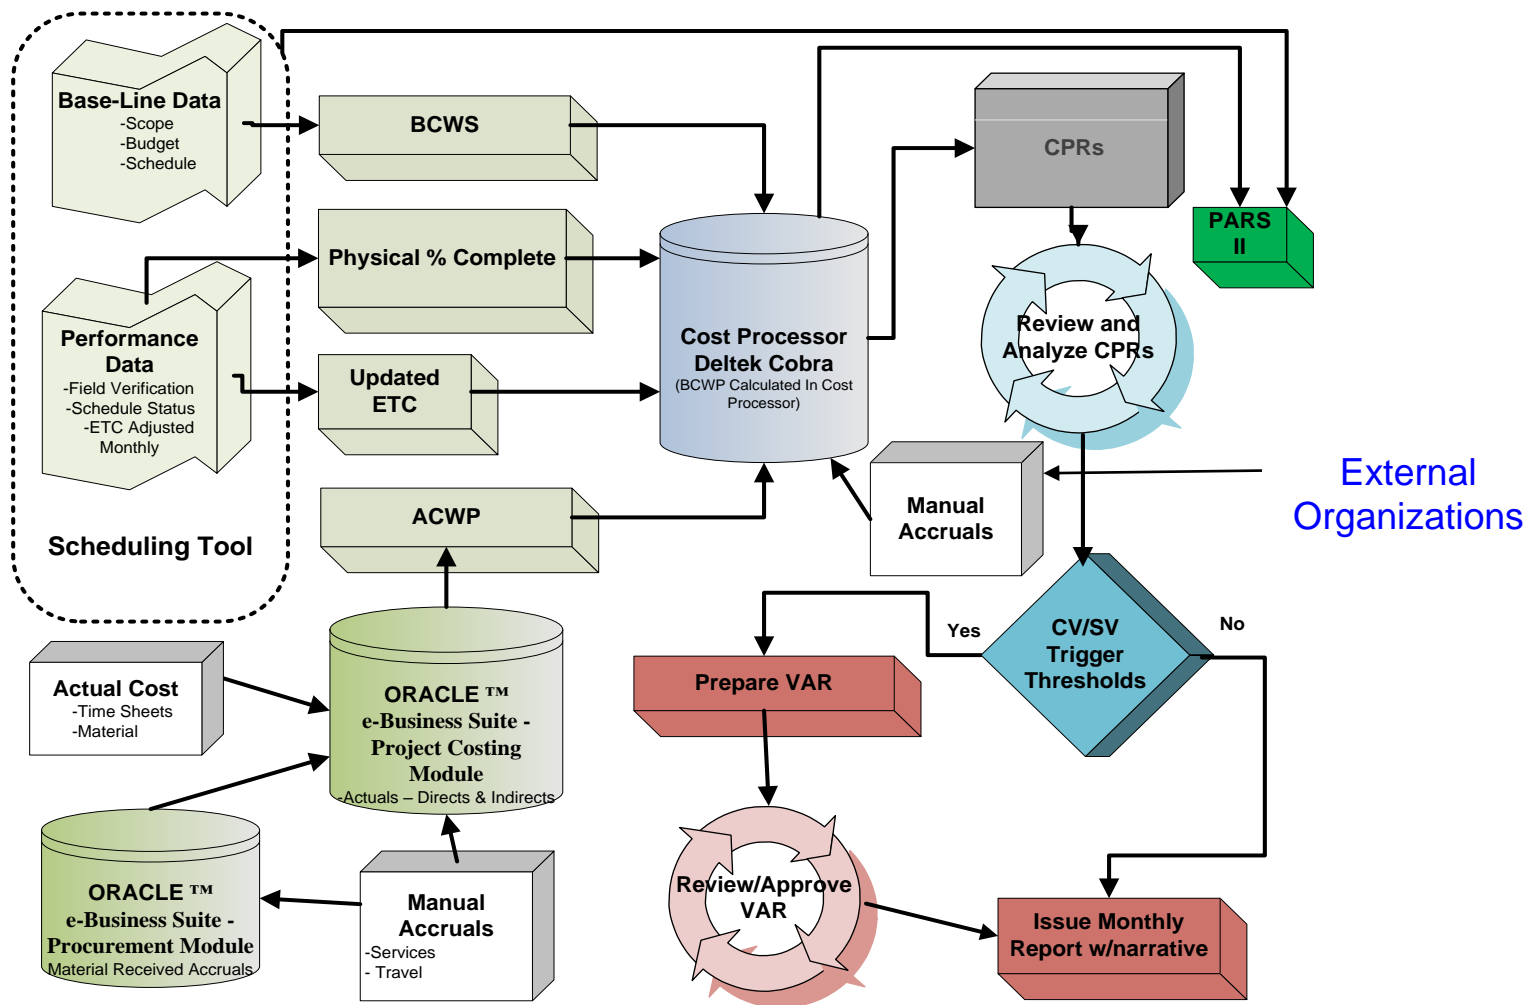 Base-Line Data
-Scope
-Budget
-Schedule
BCWS
CPRs
PARS
II
Physical % Complete
Performance
Data
-Field Verification
-Schedule Status
-ETC Adjusted
Monthly
Updated
ETC
Cost Processor
Deltek Cobra
(BCWP Calculated In Cost
Processor)
Review and
Analyze CPRs
Scheduling Tool
ACWP
Manual
Accruals
External
Organizations
Yes
No
CV/SV
Trigger
Thresholds
Prepare VAR
Actual Cost
-Time Sheets
-Material
ORACLE ™
e-Business Suite -
Project Costing
Module
-Actuals – Directs & Indirects
ORACLE ™
e-Business Suite -
Procurement Module
Material Received Accruals
Manual
Accruals
-Services
- Travel
Review/Approve
VAR
Issue Monthly
Report w/narrative